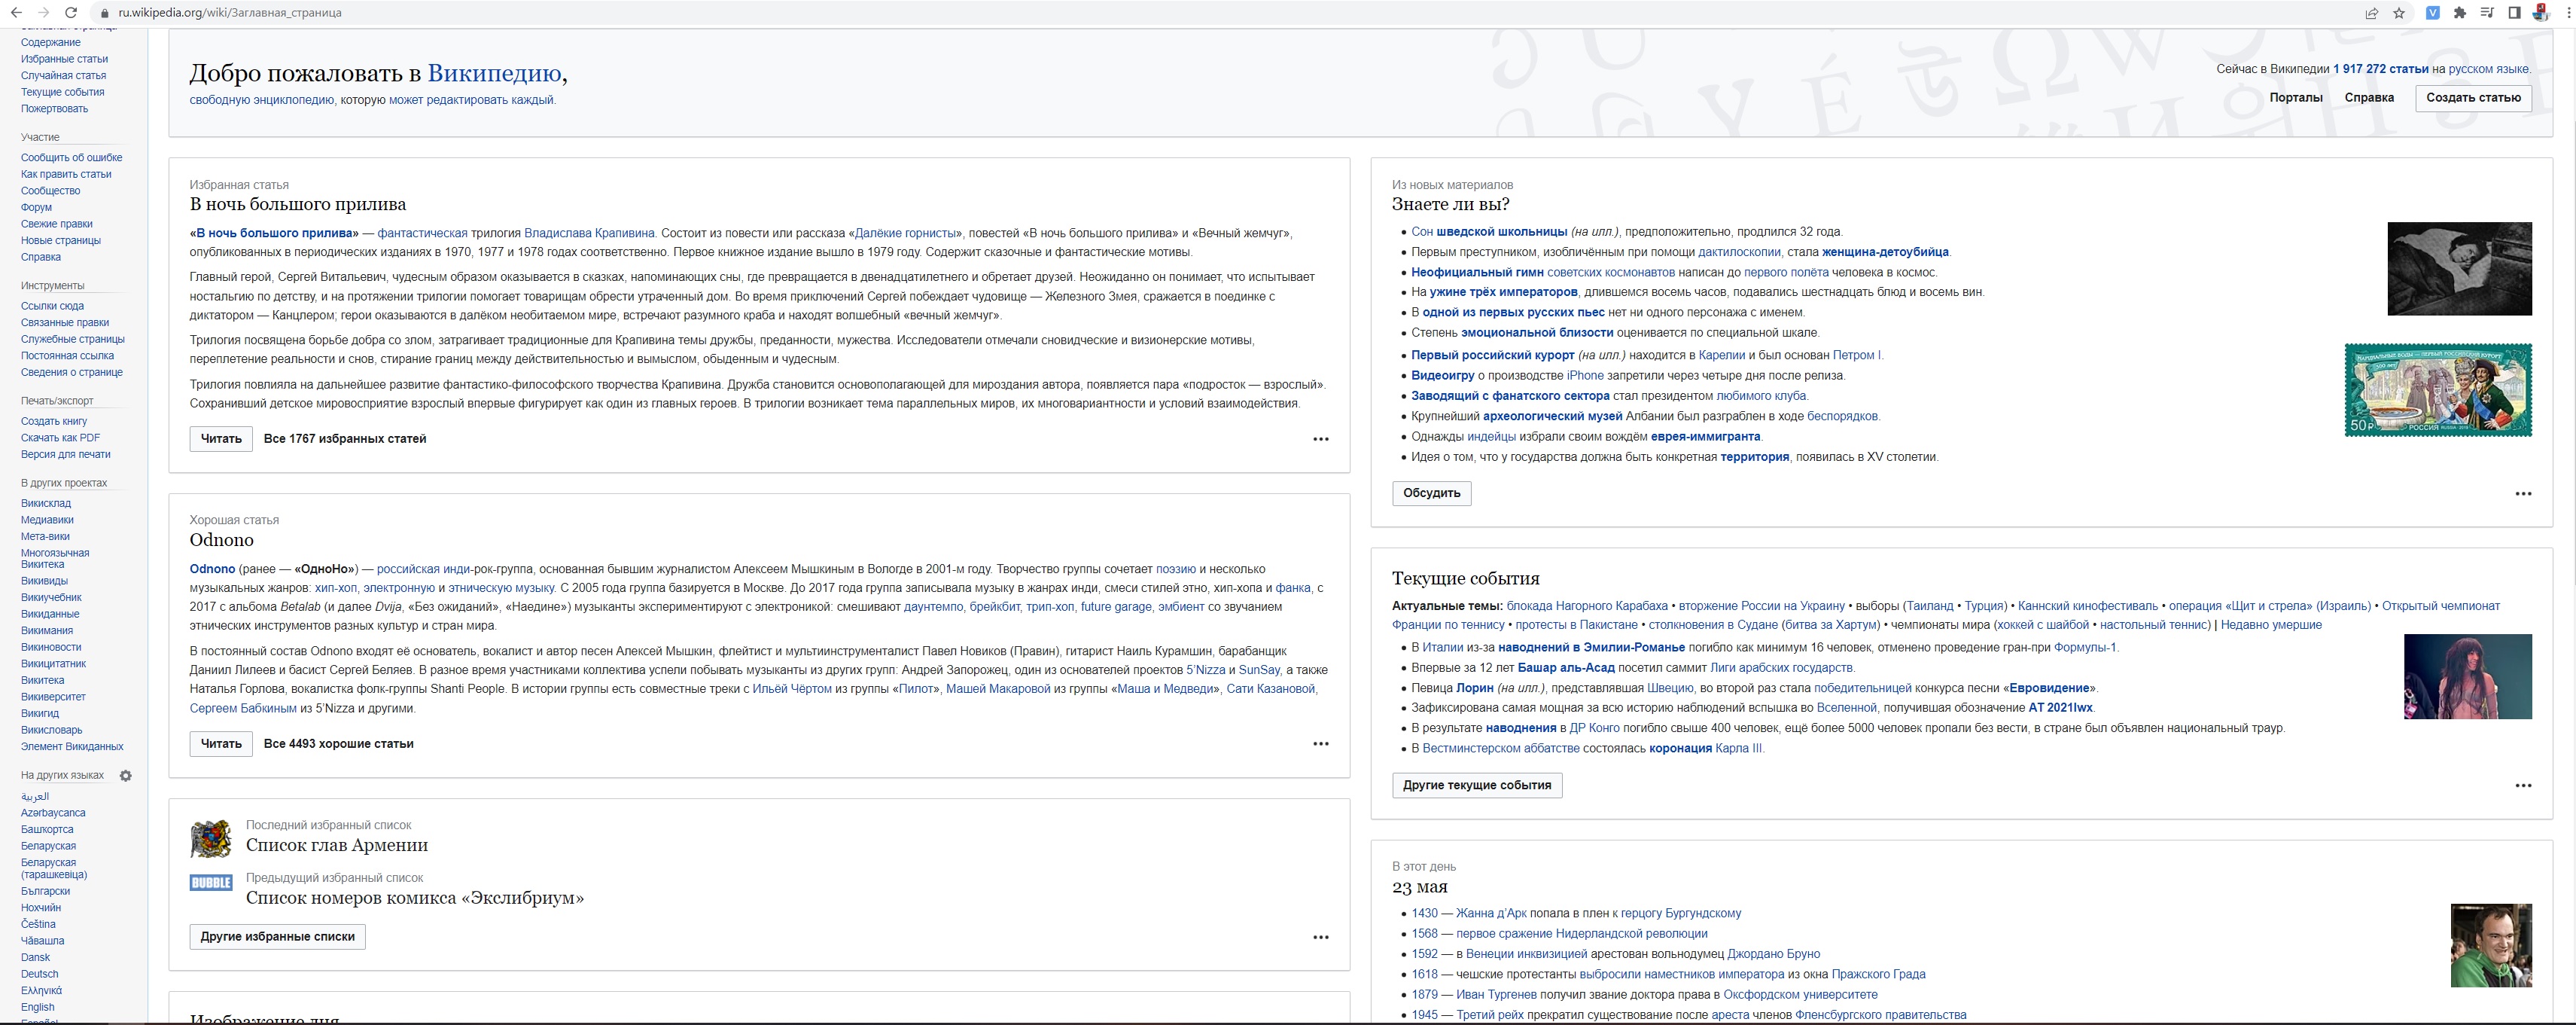 ru.wikipedia.org/wiki/Заглавная_страница
Содержание
Избранные статьи
Случайная статья
Текущие события
Пожертвовать
Участие
Сообщить об ошибке
Как править статьи
Сообщество
Форум
Свежие правки
Новые страницы
Справка
Инструменты
Ссылки сюда
Связанные правки
Служебные страницы
Постоянная ссылка
Сведения о странице
Печать/экспорт
Создать книгу
Скачать как PDF
Версия для печати
В других проектах
Викисклад
Медиавики
Мета-вики
Многоязычная
Викитека
Викивиды
Викиучебник
Викиданные
Викимания
Викиновости
Викицитатник
Викитека
Викиверситет
Викигид
Викисловарь
Элемент Викиданных
На других языках
العربية
Azərbaycanca
Башҡортса
Беларуская
Беларуская
(тарашкевіца)
Български
Нохчийн
Čeština
Чӑвашла
Dansk
Deutsch
Ελληνικά
English
Español
Добро пожаловать в Википедию,
свободную энциклопедию, которую может редактировать каждый.
Сейчас в Википедии 1 917 272 статьи на русском языке.
Порталы Справка Создать статью
Избранная статья
В ночь большого прилива
«В ночь большого прилива» — фантастическая трилогия Владислава Крапивина. Состоит из повести или рассказа «Далёкие горнисты», повестей «В ночь большого прилива» и «Вечный жемчуг»,
опубликованных в периодических изданиях в 1970, 1977 и 1978 годах соответственно. Первое книжное издание вышло в 1979 году. Содержит сказочные и фантастические мотивы.
Главный герой, Сергей Витальевич, чудесным образом оказывается в сказках, напоминающих сны, где превращается в двенадцатилетнего и обретает друзей. Неожиданно он понимает, что испытывает
ностальгию по детству, и на протяжении трилогии помогает товарищам обрести утраченный дом. Во время приключений Сергей побеждает чудовище — Железного Змея, сражается в поединке с
диктатором — Канцлером; герои оказываются в далёком необитаемом мире, встречают разумного краба и находят волшебный «вечный жемчуг».
Трилогия посвящена борьбе добра со злом, затрагивает традиционные для Крапивина темы дружбы, преданности, мужества. Исследователи отмечали сновидческие и визионерские мотивы,
переплетение реальности и снов, стирание границ между действительностью и вымыслом, обыденным и чудесным.
Трилогия повлияла на дальнейшее развитие фантастико-философского творчества Крапивина. Дружба становится основополагающей для мироздания автора, появляется пара «подросток — взрослый».
Сохранивший детское мировосприятие взрослый впервые фигурирует как один из главных героев. В трилогии возникает тема параллельных миров, их многовариантности и условий взаимодействия.
Читать Все 1767 избранных статей
Хорошая статья
Odnono
Odnono (ранее — «ОдноНо») — российская инди-рок-группа, основанная бывшим журналистом Алексеем Мышкиным в Вологде в 2001-м году. Творчество группы сочетает поэзию и несколько
музыкальных жанров: хип-хоп, электронную и этническую музыку. С 2005 года группа базируется в Москве. До 2017 года группа записывала музыку в жанрах инди, смеси стилей этно, хип-хопа и фанка, с
2017 с альбома Betalab (и далее Dvija, «Без ожиданий», «Наедине») музыканты экспериментируют с электроникой: смешивают даунтемпо, брейкбит, трип-хоп, future garage, эмбиент со звучанием
этнических инструментов разных культур и стран мира.
В постоянный состав Odnono входят её основатель, вокалист и автор песен Алексей Мышкин, флейтист и мультиинструменталист Павел Новиков (Правин), гитарист Наиль Курамшин, барабанщик
Даниил Лилеев и басист Сергей Беляев. В разное время участниками коллектива успели побывать музыканты из других групп: Андрей Запорожец, один из основателей проектов 5'Nizza и SunSay, а также
Наталья Горлова, вокалистка фолк-группы Shanti People. В истории группы есть совместные треки с Ильёй Чёртом из группы «Пилот», Машей Макаровой из группы «Маша и Медведи», Сати Казановой,
Сергеем Бабкиным из 5'Nizza и другими.
Читать Все 4493 хорошие статьи
Последний избранный список
Список глав Армении
BUBBLE
Предыдущий избранный список
Список номеров комикса «Экслибриум»
Другие избранные списки
Изображение дня
Из новых материалов
Знаете ли вы?
Сон шведской школьницы (на илл.), предположительно, продлился 32 года.
Первым преступником, изобличённым при помощи дактилоскопии, стала женщина-детоубийца.
Неофициальный гимн советских космонавтов написан до первого полёта человека в космос.
На ужине трёх императоров, длившемся восемь часов, подавались шестнадцать блюд и восемь вин.
В одной из первых русских пьес нет ни одного персонажа с именем.
Степень эмоциональной близости оценивается по специальной шкале.
Первый российский курорт (на илл.) находится в Карелии и был основан Петром I.
Видеоигру о производстве iPhone запретили через четыре дня после релиза.
Заводящий с фанатского сектора стал президентом любимого клуба.
Крупнейший археологический музей Албании был разграблен в ходе беспорядков.
Однажды индейцы избрали своим вождём еврея-иммигранта.
Идея о том, что у государства должна быть конкретная территория, появилась в XV столетии.
50₽ РОССИЯ
Обсудить
Текущие события
Актуальные темы: блокада Нагорного Карабаха • вторжение России на Украину • выборы (Таиланд • Турция) • Каннский кинофестиваль • операция «Щит и стрела» (Израиль) • Открытый чемпионат
Франции по теннису • протесты в Пакистане • столкновения в Судане (битва за Хартум) • чемпионаты мира (хоккей с шайбой • настольный теннис) | Недавно умершие
В Италии из-за наводнений в Эмилии-Романье погибло как минимум 16 человек, отменено проведение гран-при Формулы-1.
Впервые за 12 лет Башар аль-Асад посетил саммит Лиги арабских государств.
Певица Лорин (на илл.), представлявшая Швецию, во второй раз стала победительницей конкурса песни «Евровидение».
Зафиксирована самая мощная за всю историю наблюдений вспышка во Вселенной, получившая обозначение AT 2021lwx.
В результате наводнения в ДР Конго погибло свыше 400 человек, ещё более 5000 человек пропали без вести, в стране был объявлен национальный траур.
В Вестминстерском аббатстве состоялась коронация Карла III.
Другие текущие события
В этот день
23 мая
1430 — Жанна д'Арк попала в плен к герцогу Бургундскому
1568 — первое сражение Нидерландской революции
1592 — в Венеции инквизицией арестован вольнодумец Джордано Бруно
1618 — чешские протестанты выбросили наместников императора из окна Пражского Града
1879 — Иван Тургенев получил звание доктора права в Оксфордском университете
1945 — Третий рейх прекратил существование после ареста членов Фленсбургского правительства